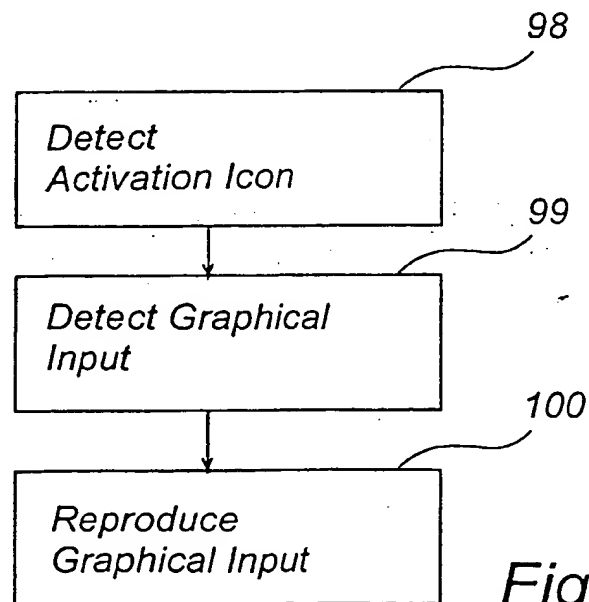 98
Detect
Activation Icon
99
Detect Graphical
Input
100
Reproduce
Graphical Input
Fig